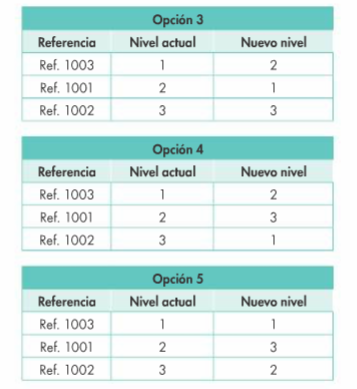 Opción 3
Referencia Nivel actual Nuevo nivel
Ref. 1003 1 2
Ref. 1001 2 1
Ref. 1002 3 3
Opción 4
Referencia Nivel actual Nuevo nivel
Ref. 1003 1 2
Ref. 1001 2 3
Ref. 1002 3 1
Opción 5
Referencia Nivel actual Nuevo nivel
Ref. 1003 1 1
Ref. 1001 2 3
Ref. 1002 3 2